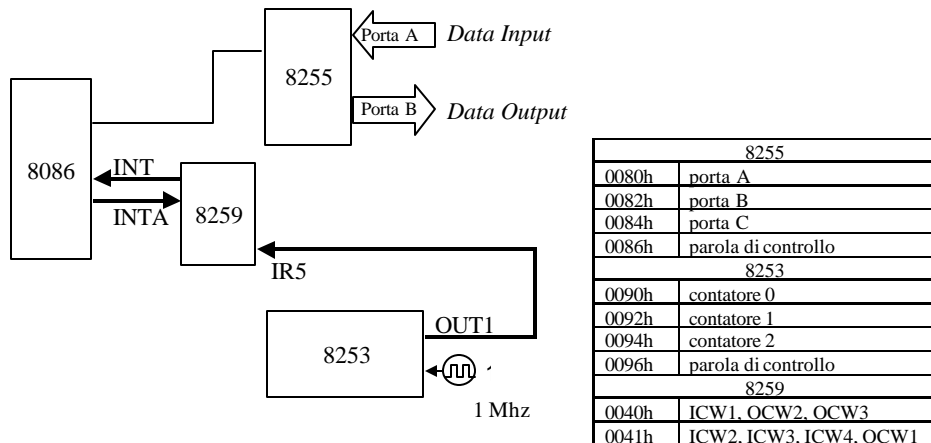 Porta A
Data Input
8255
Porta B
Data Output
8086
INT
INTA
8259
IR5
OUT1
8253
1 Mhz
8255
0080h porta A
0082h porta B
0084h porta C
0086h parola di controllo
8253
0090h contatore 0
0092h contatore 1
0094h contatore 2
0096h parola di controllo
8259
0040h ICW1, OCW2, OCW3
0041h ICW2, ICW3, ICW4, OCW1